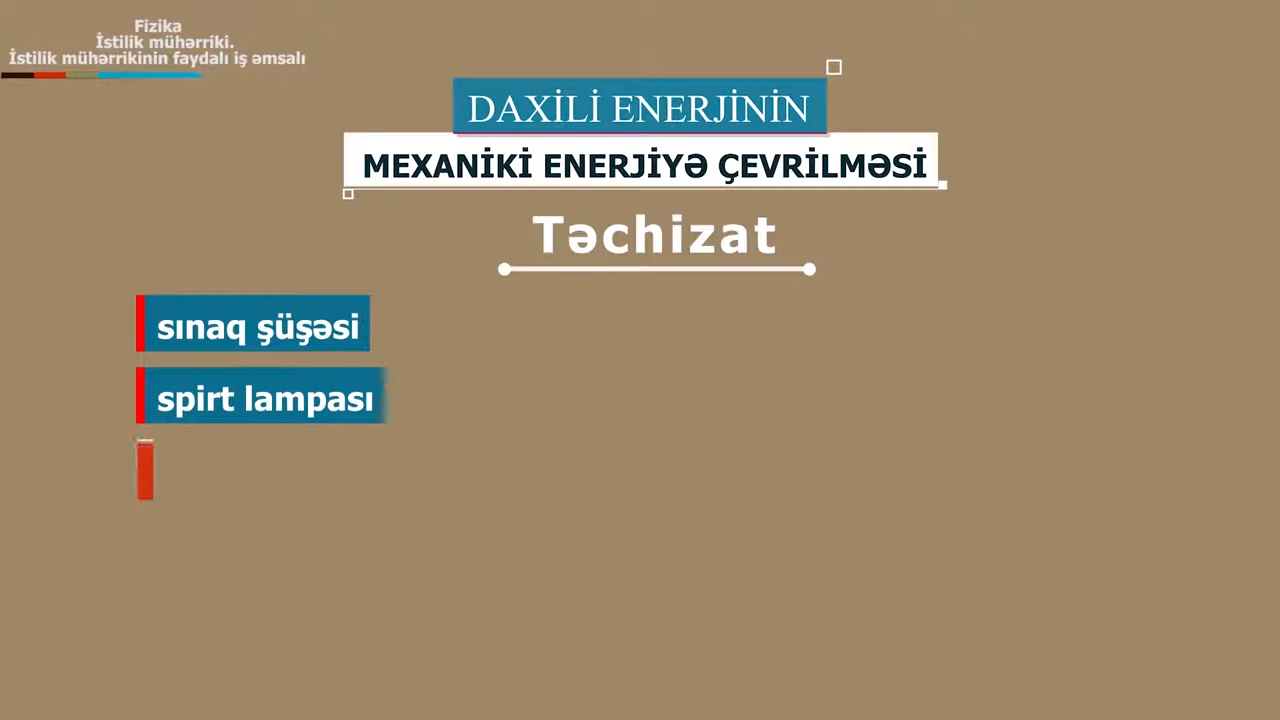 Fizika
İstilik mühərriki.
İstilik mühərrikinin faydalı iş əmsalı
DAXİLİ ENERJİNİN
MEXANİKİ ENERJİYƏ ÇEVRİLMƏSİ
Təchizat
sınaq şüşəsi
spirt lampası